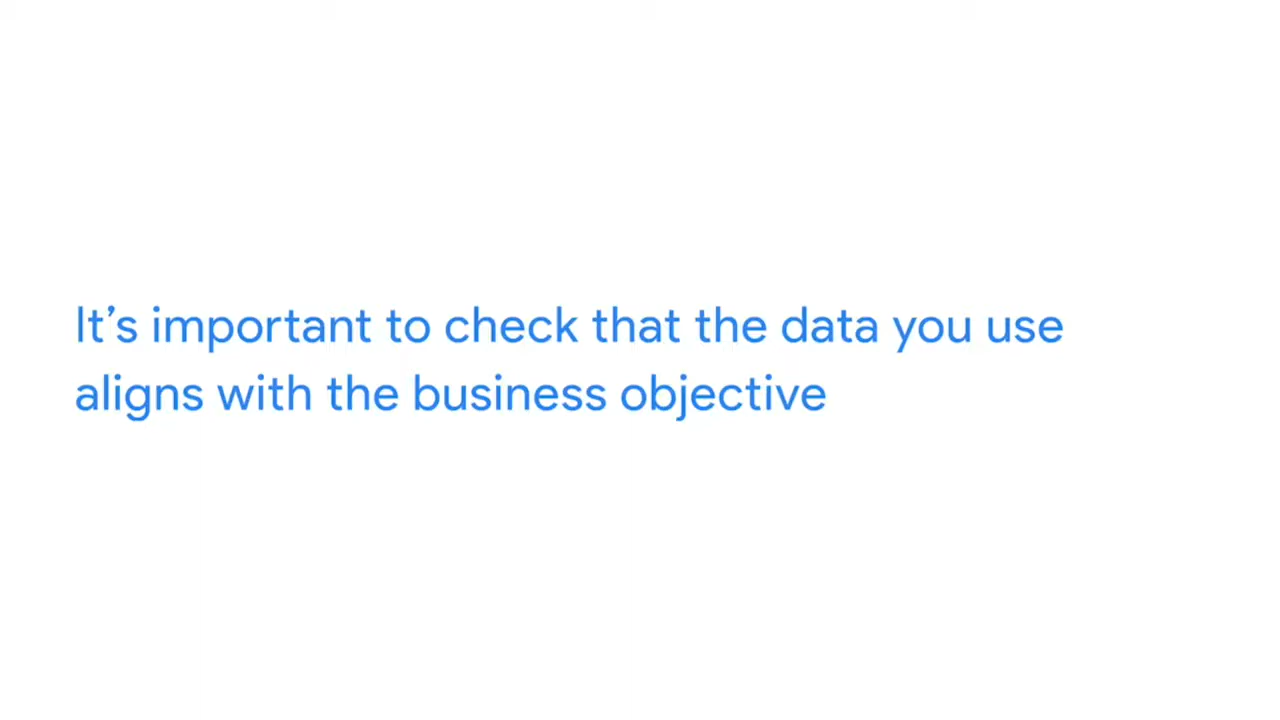 It’s important to check that the data you use
aligns with the business objective